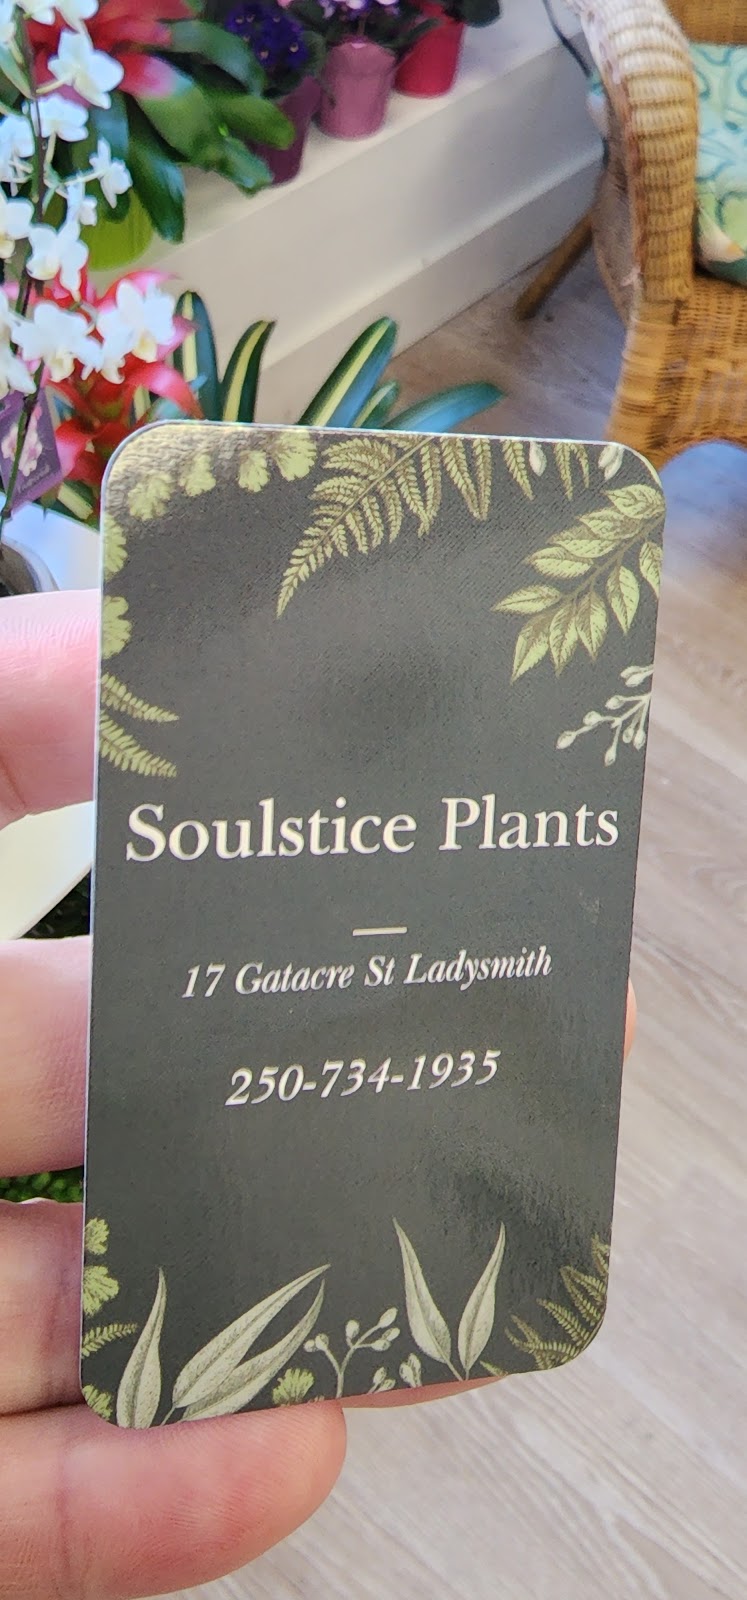 Soulstice Plants
17 Gatacre St Ladysmith
250-734-1935